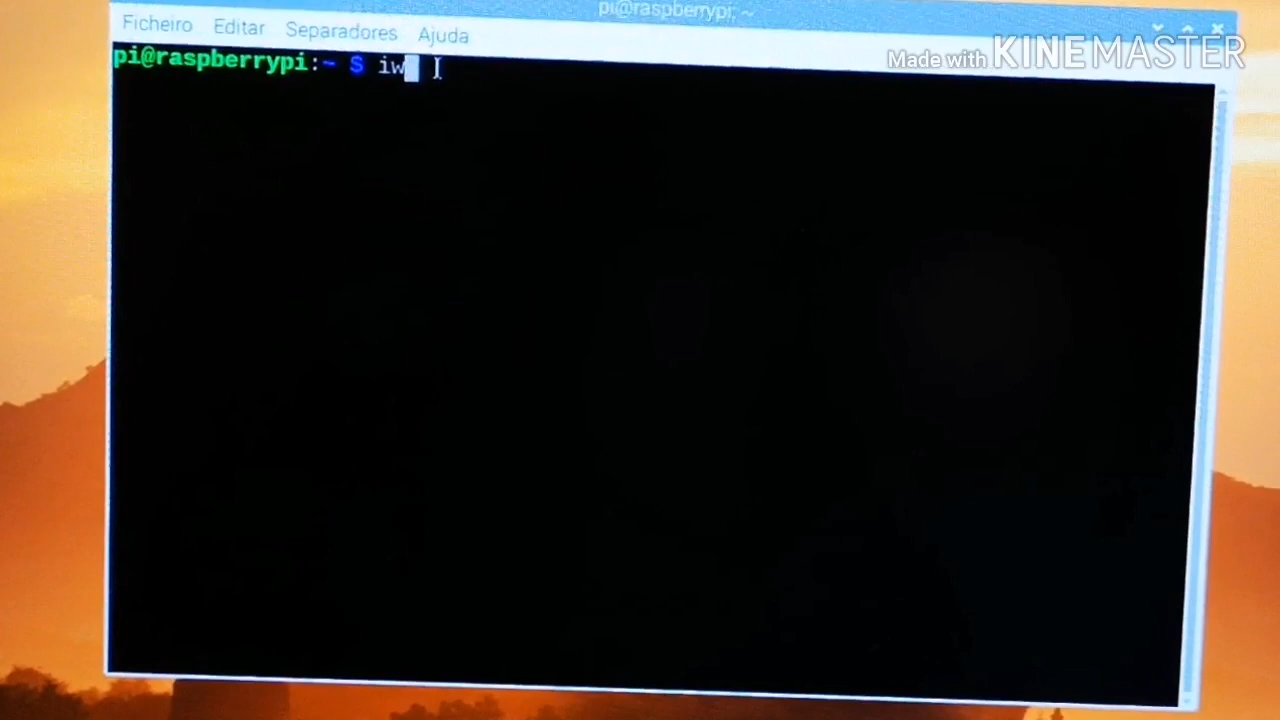 pi@raspberrypi: ~
Ficheiro Editar Separadores Ajuda
Made with KINEMASTER
pi@raspberrypi:~ $ iw